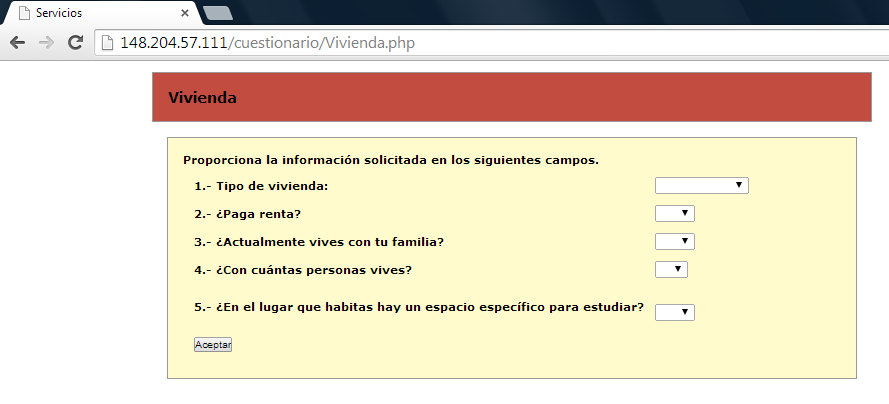 Servicios
148.204.57.111/cuestionario/Vivienda.php
Vivienda
Proporciona la información solicitada en los siguientes campos.
1.- Tipo de vivienda:
2.- ¿Paga renta?
3.- ¿Actualmente vives con tu familia?
4.- ¿Con cuántas personas vives?
5.- ¿En el lugar que habitas hay un espacio específico para estudiar?
Aceptar